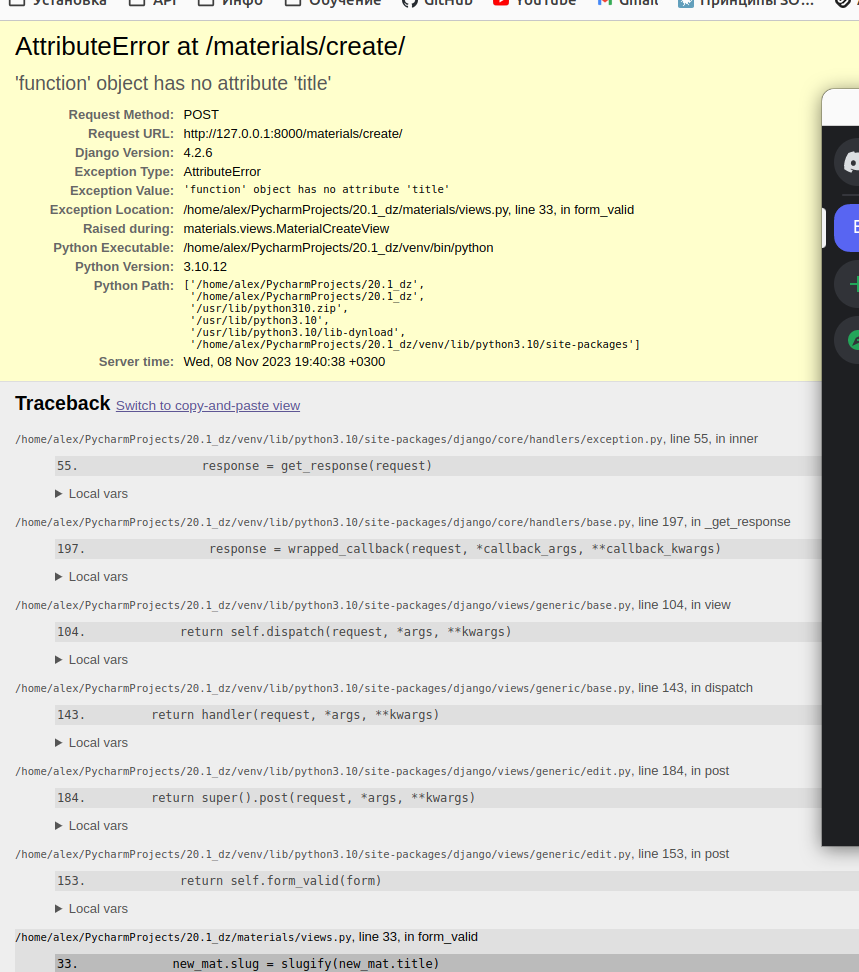 Установка API Инфо Обучение GitHub YouTube Gmail Принципы SO...
AttributeError at /materials/create/
'function' object has no attribute 'title'
Request Method: POST
Request URL: http://127.0.0.1:8000/materials/create/
Django Version: 4.2.6
Exception Type: AttributeError
Exception Value: 'function' object has no attribute 'title'
Exception Location: /home/alex/PycharmProjects/20.1_dz/materials/views.py, line 33, in form_valid
Raised during: materials.views.MaterialCreateView
Python Executable: /home/alex/PycharmProjects/20.1_dz/venv/bin/python
Python Version: 3.10.12
Python Path: ['/home/alex/PycharmProjects/20.1_dz',
'/home/alex/PycharmProjects/20.1_dz',
'/usr/lib/python310.zip',
'/usr/lib/python3.10',
'/usr/lib/python3.10/lib-dynload',
'/home/alex/PycharmProjects/20.1_dz/venv/lib/python3.10/site-packages']
Server time: Wed, 08 Nov 2023 19:40:38 +0300
Traceback Switch to copy-and-paste view
/home/alex/PycharmProjects/20.1_dz/venv/lib/python3.10/site-packages/django/core/handlers/exception.py, line 55, in inner
55. response = get_response(request)
▶ Local vars
/home/alex/PycharmProjects/20.1_dz/venv/lib/python3.10/site-packages/django/core/handlers/base.py, line 197, in _get_response
197. response = wrapped_callback(request, *callback_args, **callback_kwargs)
▶ Local vars
/home/alex/PycharmProjects/20.1_dz/venv/lib/python3.10/site-packages/django/views/generic/base.py, line 104, in view
104. return self.dispatch(request, *args, **kwargs)
▶ Local vars
/home/alex/PycharmProjects/20.1_dz/venv/lib/python3.10/site-packages/django/views/generic/base.py, line 143, in dispatch
143. return handler(request, *args, **kwargs)
▶ Local vars
/home/alex/PycharmProjects/20.1_dz/venv/lib/python3.10/site-packages/django/views/generic/edit.py, line 184, in post
184. return super().post(request, *args, **kwargs)
▶ Local vars
/home/alex/PycharmProjects/20.1_dz/venv/lib/python3.10/site-packages/django/views/generic/edit.py, line 153, in post
153. return self.form_valid(form)
▶ Local vars
/home/alex/PycharmProjects/20.1_dz/materials/views.py, line 33, in form_valid
33. new_mat.slug = slugify(new_mat.title)